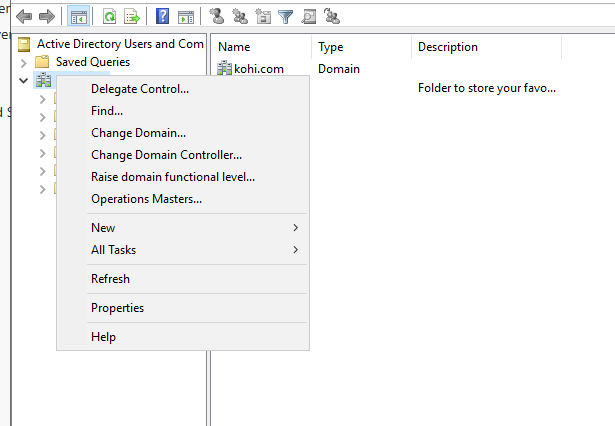 er
ver
d S
Active Directory Users and Com
Saved Queries
Name Type Description
kohi.com Domain
Folder to store your favo...
Delegate Control...
Find...
Change Domain...
Change Domain Controller...
Raise domain functional level...
Operations Masters...
New
All Tasks
Refresh
Properties
Help